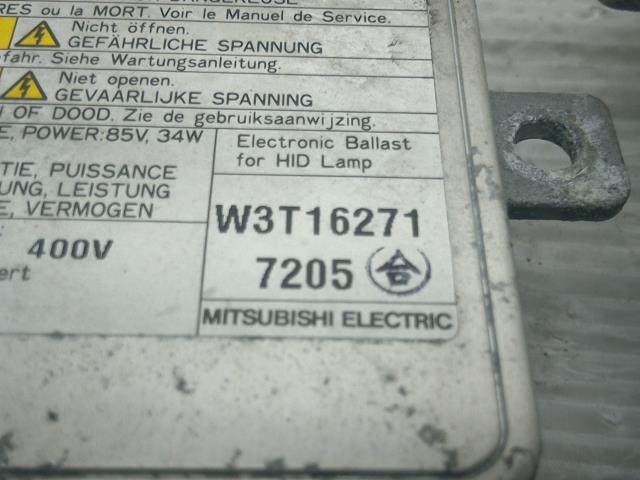 RES ou la MORT. Voir le Manuel de Service.
Nicht öffnen.
GEFÄHRLICHE SPANNUNG
efahr. Siehe Wartungsanleitung.
Niet openen.
GEVAARLIJKE SPANNING
OF DOOD. Zie de gebruiksaanwijzing.
E, POWER:85V, 34W
TIE, PUISSANCE
UNG, LEISTUNG
E, VERMOGEN
400V
ert
Electronic Ballast
for HID Lamp
W3T16271
7205 合
MITSUBISHI ELECTRIC